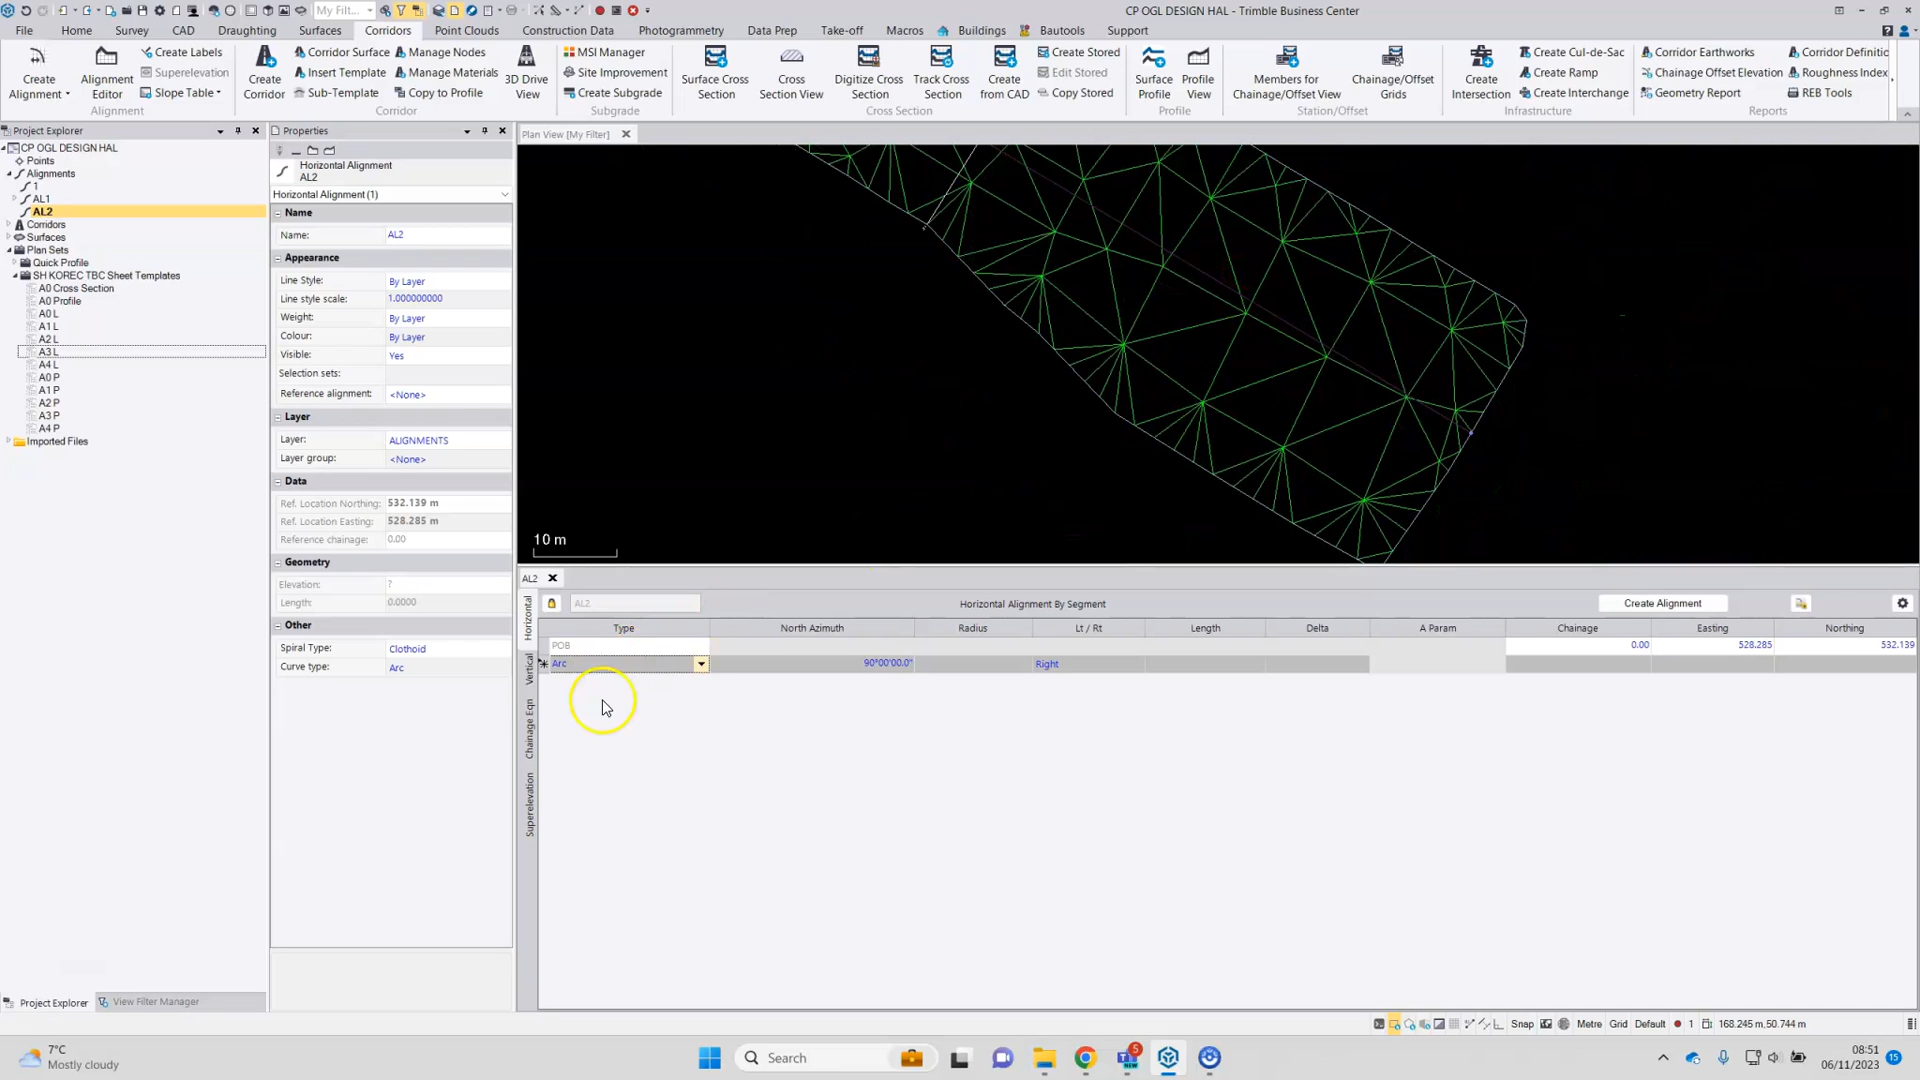 My Filt...
CP OGL DESIGN HAL - Trimble Business Center
File Home Survey CAD Draughting Surfaces Corridors Point Clouds Construction Data Photogrammetry Data Prep Take-off Macros Buildings Bautools Support
Create Alignment
Alignment Editor
Create Labels
Superelevation
Slope Table
Alignment
Create Corridor
Corridor Surface
Insert Template
Sub-Template
Manage Nodes
Manage Materials
Copy to Profile
3D Drive View
Corridor
MSI Manager
Site Improvement
Create Subgrade
Subgrade
Surface Cross Section
Cross Section View
Digitize Cross Section
Track Cross Section
Create from CAD
Create Stored
Edit Stored
Copy Stored
Cross Section
Surface Profile
Profile View
Profile
Members for Chainage/Offset View
Chainage/Offset Grids
Station/Offset
Create Intersection
Create Cul-de-Sac
Create Ramp
Create Interchange
Infrastructure
Corridor Earthworks
Chainage Offset Elevation
Geometry Report
Corridor Definitic
Roughness Index
REB Tools
Reports
Project Explorer
CP OGL DESIGN HAL
Points
Alignments
1
AL1
AL2
Corridors
Surfaces
Plan Sets
Quick Profile
SH KOREC TBC Sheet Templates
A0 Cross Section
A0 Profile
A0 L
A1 L
A2 L
A3 L
A4 L
A0 P
A1 P
A2 P
A3 P
A4 P
Imported Files
Project Explorer View Filter Manager
Properties
Horizontal Alignment
AL2
Horizontal Alignment (1)
Name
Name: AL2
Appearance
Line Style: By Layer
Line style scale: 1.000000000
Weight: By Layer
Colour: By Layer
Visible: Yes
Selection sets:
Reference alignment: <None>
Layer
Layer: ALIGNMENTS
Layer group: <None>
Data
Ref. Location Northing: 532.139 m
Ref. Location Easting: 528.285 m
Reference chainage: 0.00
Geometry
Elevation: ?
Length: 0.0000
Other
Spiral Type: Clothoid
Curve type: Arc
Plan View [My Filter]
10 m
AL2
AL2 Horizontal Alignment By Segment Create Alignment
Horizontal
Vertical
Chainage Eqn
Superelevation
Type North Azimuth Radius Lt / Rt Length Delta A Param Chainage Easting Northing
POB 0.00 528.285 532.139
Arc 90°00'00.0" Right
Snap Metre Grid Default 1 168.245 m,50.744 m
7°C
Mostly cloudy
Search
5
NEW
08:51
06/11/2023
15